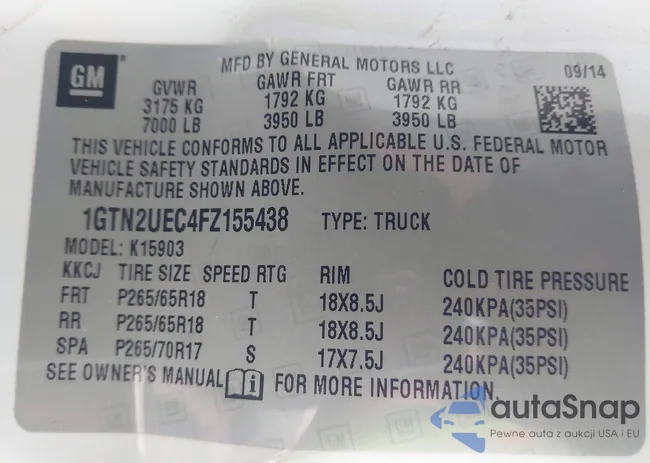 GM
MFD BY GENERAL MOTORS LLC
GVWR GAWR FRT GAWR RR 09/14
3175 KG 1792 KG 1792 KG
7000 LB 3950 LB 3950 LB
THIS VEHICLE CONFORMS TO ALL APPLICABLE U.S. FEDERAL MOTOR
VEHICLE SAFETY STANDARDS IN EFFECT ON THE DATE OF
MANUFACTURE SHOWN ABOVE.
1GTN2UEC4FZ155438 TYPE: TRUCK
MODEL: K15903
KKCJ TIRE SIZE SPEED RTG RIM COLD TIRE PRESSURE
FRT P265/65R18 T 18X8.5J 240KPA(35PSI)
RR P265/65R18 T 18X8.5J 240KPA(35PSI)
SPA P265/70R17 S 17X7.5J 240KPA(35PSI)
SEE OWNER'S MANUAL FOR MORE INFORMATION.
autaSnap
Pewne auta z aukcji USA i EU